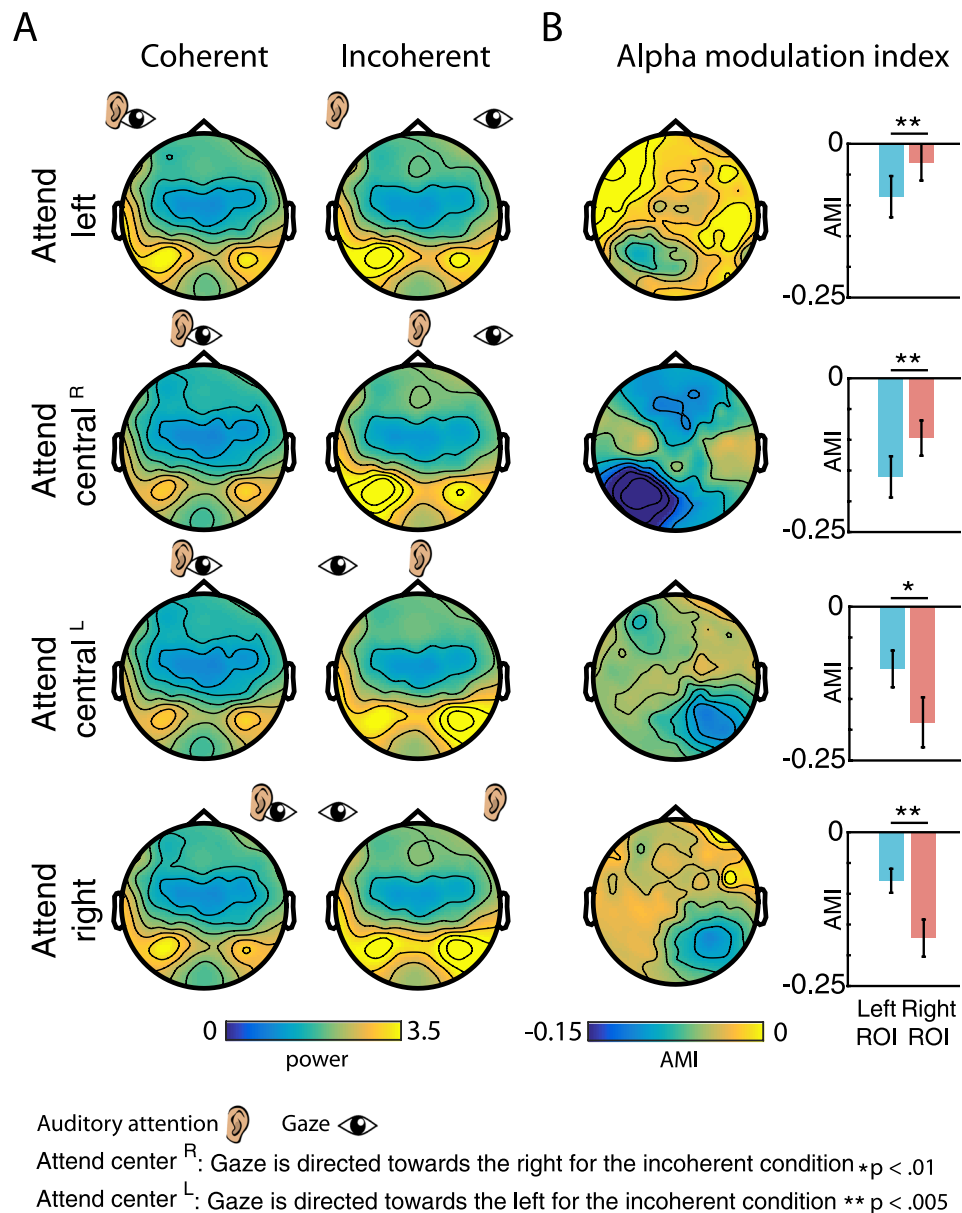 A
B
Coherent
Incoherent
Alpha modulation index
Attend
left
**
0
AMI
-0.25
Attend
central R
**
0
AMI
-0.25
Attend
central L
*
0
AMI
-0.25
Attend
right
**
0
AMI
-0.25
Left Right
ROI ROI
0 3.5
power
-0.15 0
AMI
Auditory attention Gaze
Attend center R: Gaze is directed towards the right for the incoherent condition *p < .01
Attend center L: Gaze is directed towards the left for the incoherent condition ** p < .005